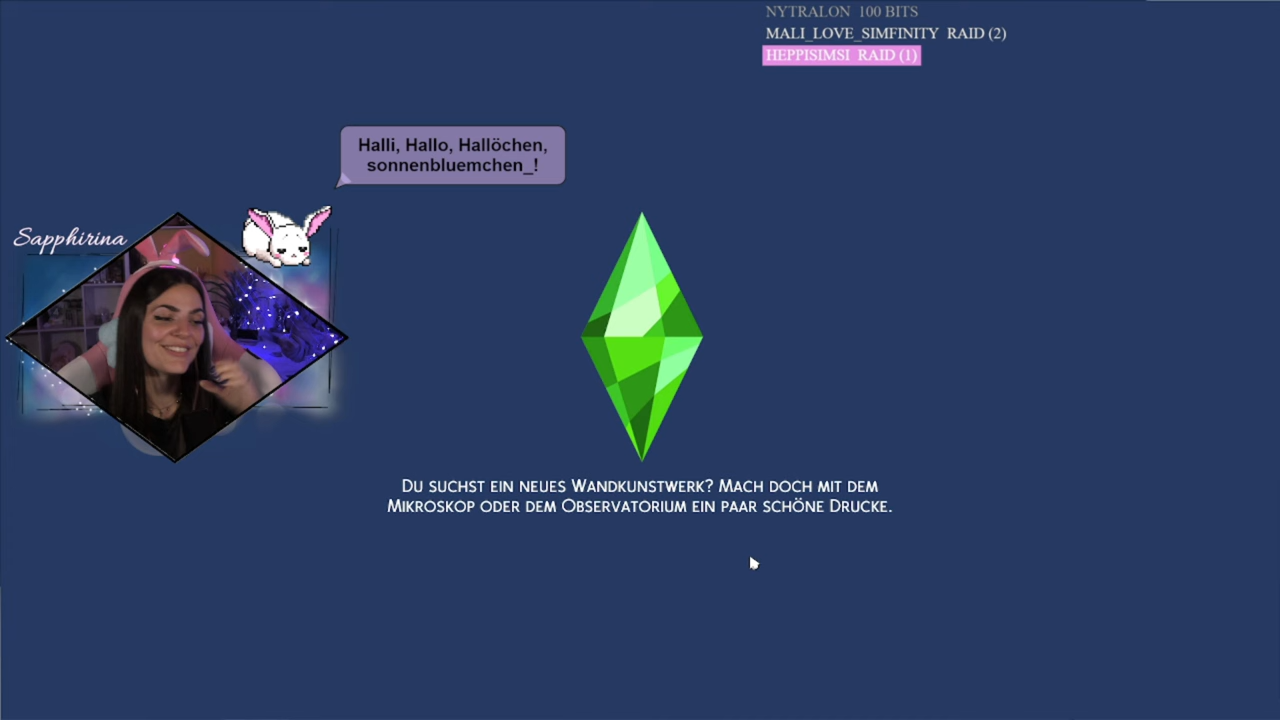 NYTRALON 100 BITS
MALI_LOVE_SIMFINITY RAID (2)
HEPPISIMSI RAID (1)
Halli, Hallo, Hallöchen,
sonnenbluemchen_!
Sapphirina
DU SUCHST EIN NEUES WANDKUNSTWERK? MACH DOCH MIT DEM
MIKROSKOP ODER DEM OBSERVATORIUM EIN PAAR SCHÖNE DRUCKE.